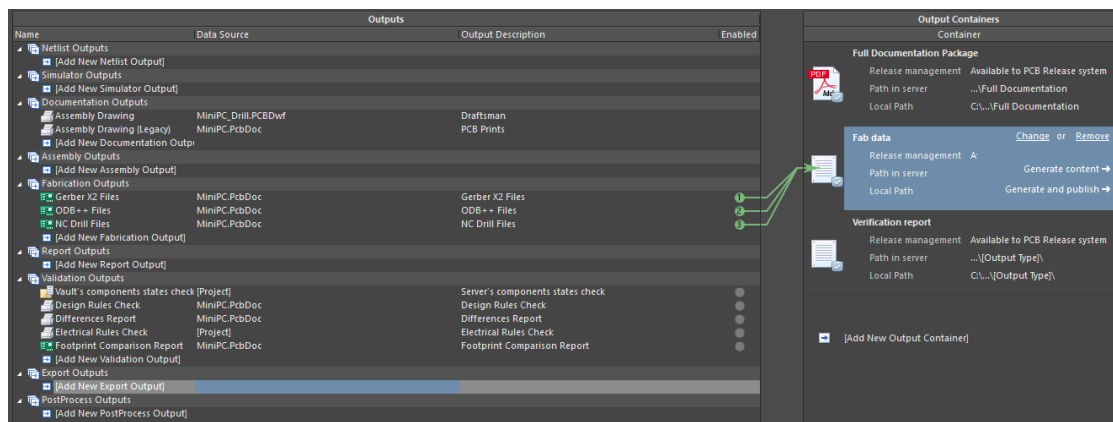 Outputs
Name Data Source Output Description Enabled
Netlist Outputs
[Add New Netlist Output]
Simulator Outputs
[Add New Simulator Output]
Documentation Outputs
Assembly Drawing MiniPC_Drill.PCBDwf Draftsman
Assembly Drawing (Legacy) MiniPC.PcbDoc PCB Prints
[Add New Documentation Outp
Assembly Outputs
[Add New Assembly Output]
Fabrication Outputs
Gerber X2 Files MiniPC.PcbDoc Gerber X2 Files 1
ODB++ Files MiniPC.PcbDoc ODB++ Files 2
NC Drill Files MiniPC.PcbDoc NC Drill Files 3
[Add New Fabrication Output]
Report Outputs
[Add New Report Output]
Validation Outputs
Vault's components states check [Project] Server's components states check
Design Rules Check MiniPC.PcbDoc Design Rules Check
Differences Report MiniPC.PcbDoc Differences Report
Electrical Rules Check [Project] Electrical Rules Check
Footprint Comparison Report MiniPC.PcbDoc Footprint Comparison Report
[Add New Validation Output]
Export Outputs
[Add New Export Output]
PostProcess Outputs
[Add New PostProcess Output]
Output Containers
Container
Full Documentation Package
PDF
Release management Available to PCB Release system
Path in server ...\Full Documentation
Local Path C:\...\Full Documentation
Fab data Change or Remove
Release management A
Path in server Generate content →
Local Path Generate and publish →
Verification report
Release management Available to PCB Release system
Path in server ...\[Output Type]\
Local Path C:\...\[Output Type]\
[Add New Output Container]